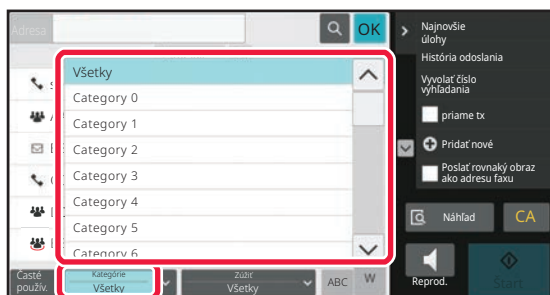 Adresa
OK
Všetky
Category 0
Category 1
Category 2
Category 3
Category 4
Category 5
Category 6
Časté
použív.
Kategórie
Všetky
Zúžiť
Všetky
ABC
W
Najnovšie
úlohy
História odoslania
Vyvolať číslo
vyhľadania
priame tx
Pridať nové
Poslať rovnaký obraz
ako adresu faxu
Náhľad
CA
Reprod.
Start